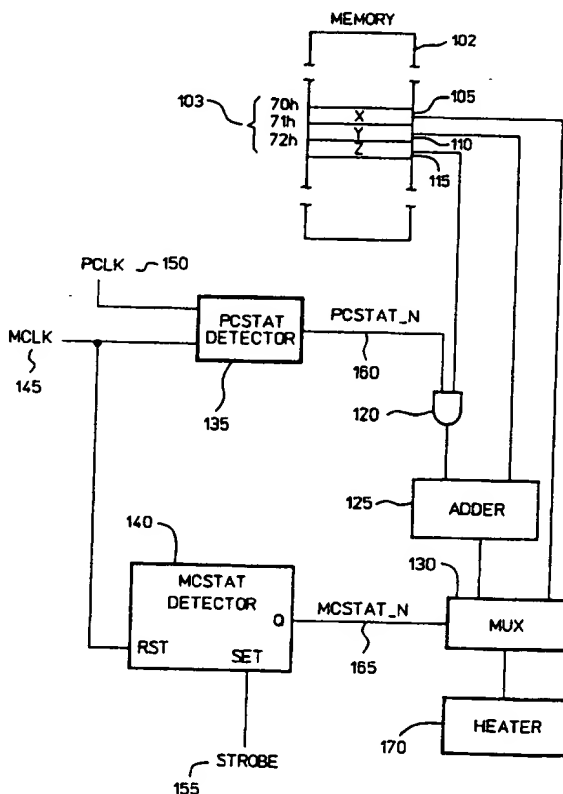 MEMORY
102
103
70h
71h
72h
X
Y
Z
105
110
115
PCLK
150
MCLK
145
PCSTAT
DETECTOR
135
PCSTAT_N
160
120
125
ADDER
140
MCSTAT
DETECTOR
Q
RST
SET
MCSTAT_N
165
130
MUX
HEATER
170
STROBE
155